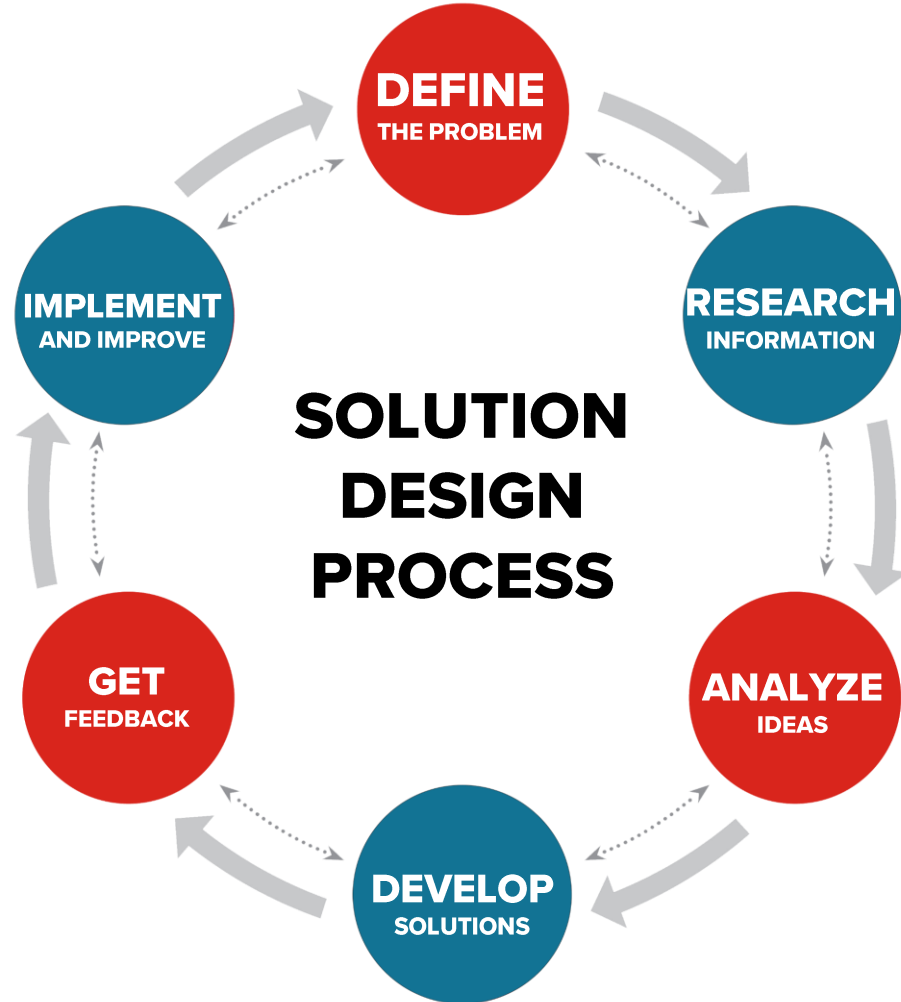 DEFINE
THE PROBLEM
RESEARCH
INFORMATION
ANALYZE
IDEAS
DEVELOP
SOLUTIONS
GET
FEEDBACK
IMPLEMENT
AND IMPROVE
SOLUTION
DESIGN
PROCESS